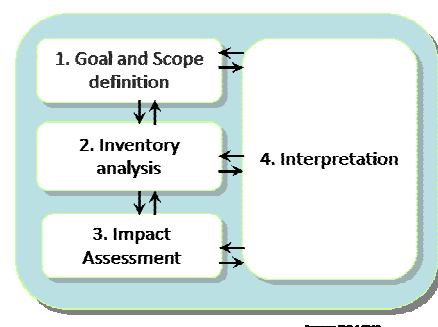 1. Goal and Scope
definition
2. Inventory
analysis
3. Impact
Assessment
4. Interpretation